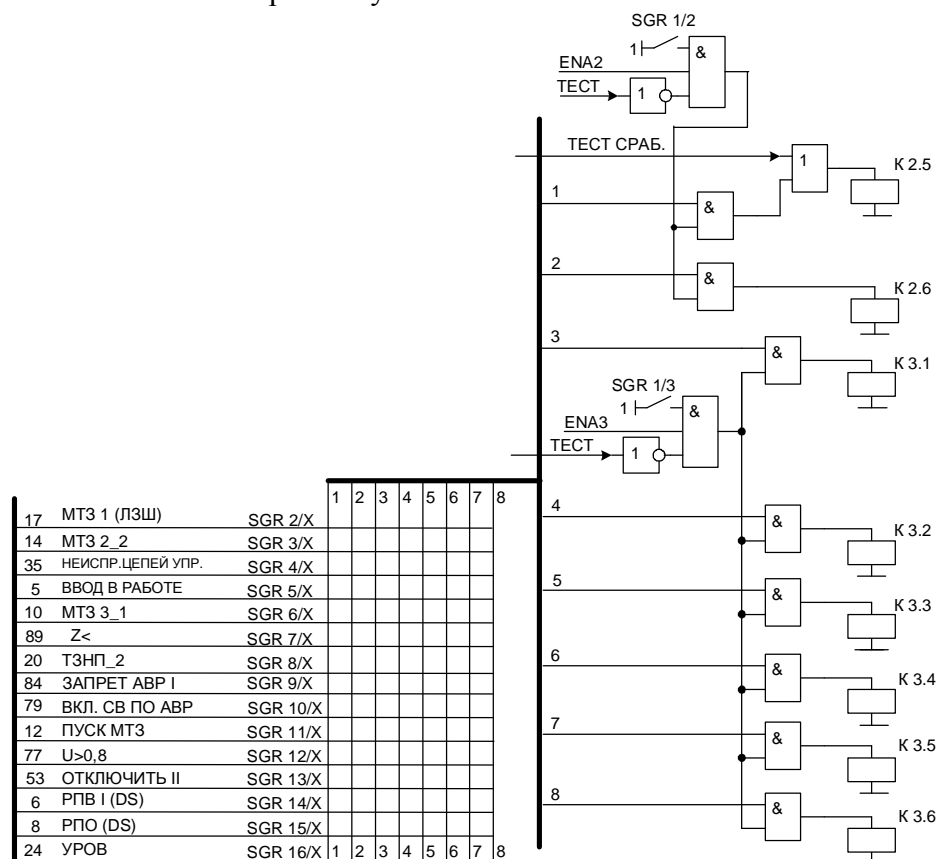 SGR 1/2
1
&
ENA2
ТЕСТ
1
ТЕСТ СРАБ.
1
К 2.5
1
&
2
&
К 2.6
3
&
К 3.1
SGR 1/3
1
&
ENA3
ТЕСТ
1
1 2 3 4 5 6 7 8
17 МТЗ 1 (ЛЗШ) SGR 2/X
14 МТЗ 2_2 SGR 3/X
35 НЕИСПР.ЦЕПЕЙ УПР. SGR 4/X
5 ВВОД В РАБОТЕ SGR 5/X
10 МТЗ 3_1 SGR 6/X
89 Z< SGR 7/X
20 ТЗНП_2 SGR 8/X
84 ЗАПРЕТ АВР I SGR 9/X
79 ВКЛ. СВ ПО АВР SGR 10/X
12 ПУСК МТЗ SGR 11/X
77 U>0,8 SGR 12/X
53 ОТКЛЮЧИТЬ II SGR 13/X
6 РПВ I (DS) SGR 14/X
8 РПО (DS) SGR 15/X
24 УРОВ SGR 16/X 1 2 3 4 5 6 7 8
4
&
К 3.2
5
&
К 3.3
6
&
К 3.4
7
&
К 3.5
8
&
К 3.6